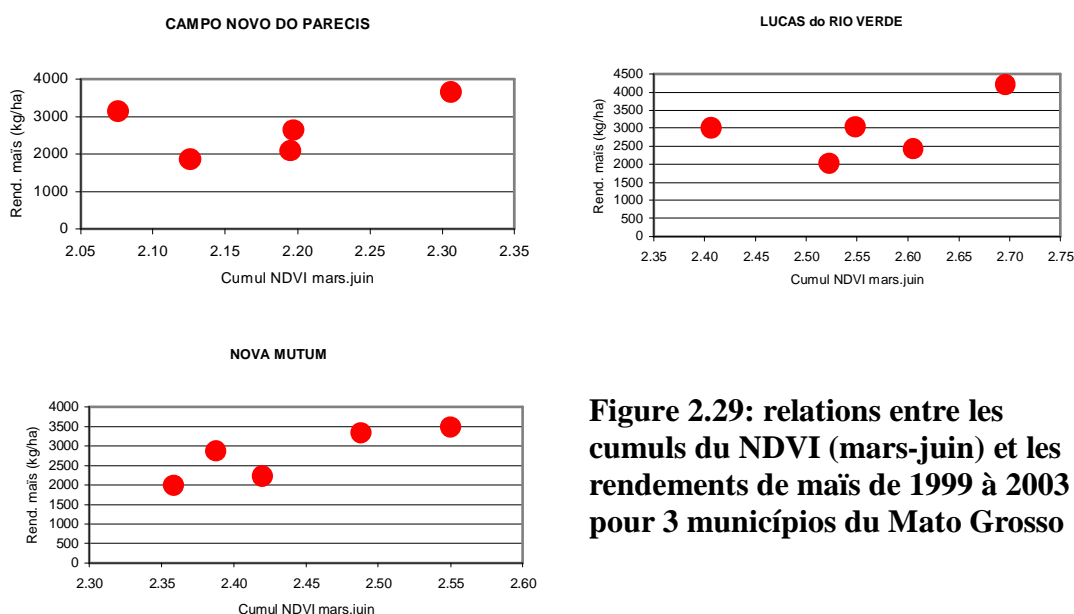 CAMPO NOVO DO PARECIS
4000
3000
2000
1000
0
Rend. maïs (kg/ha)
2.05 2.10 2.15 2.20 2.25 2.30 2.35
Cumul NDVI mars.juin
LUCAS do RIO VERDE
4500
4000
3500
3000
2500
2000
1500
1000
500
0
Rend. maïs (kg/ha)
2.35 2.40 2.45 2.50 2.55 2.60 2.65 2.70 2.75
Cumul NDVI mars.juin
NOVA MUTUM
4000
3500
3000
2500
2000
1500
1000
500
0
Rend. maïs (kg/ha)
2.30 2.35 2.40 2.45 2.50 2.55 2.60
Cumul NDVI mars.juin
Figure 2.29: relations entre les
cumuls du NDVI (mars-juin) et les
rendements de maïs de 1999 à 2003
pour 3 municípios du Mato Grosso